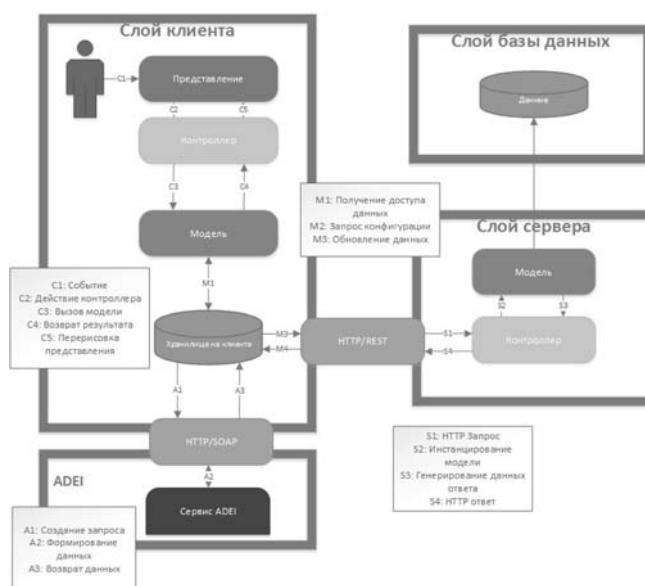 Слой клиента
C1
Представление
C2
C5
Контроллер
C3
C4
Модель
M1
C1: Событие
C2: Действие контроллера
C3: Вызов модели
C4: Возврат результата
C5: Перерисовка
представления
Хранилище на клиента
M3
M4
HTTP/REST
A1
A3
HTTP/SOAP
ADEI
A2
Сервис ADEI
A1: Создание запроса
A2: Формирование
данных
A3: Возврат данных
M1: Получение доступа
данных
M2: Запрос конфигурации
M3: Обновление данных
Слой базы данных
Данные
Слой сервера
Модель
S2
S3
S1
S4
Контроллер
S1: HTTP Запрос
S2: Инстанцирование
модели
S3: Генерирование данных
ответа
S4: HTTP ответ